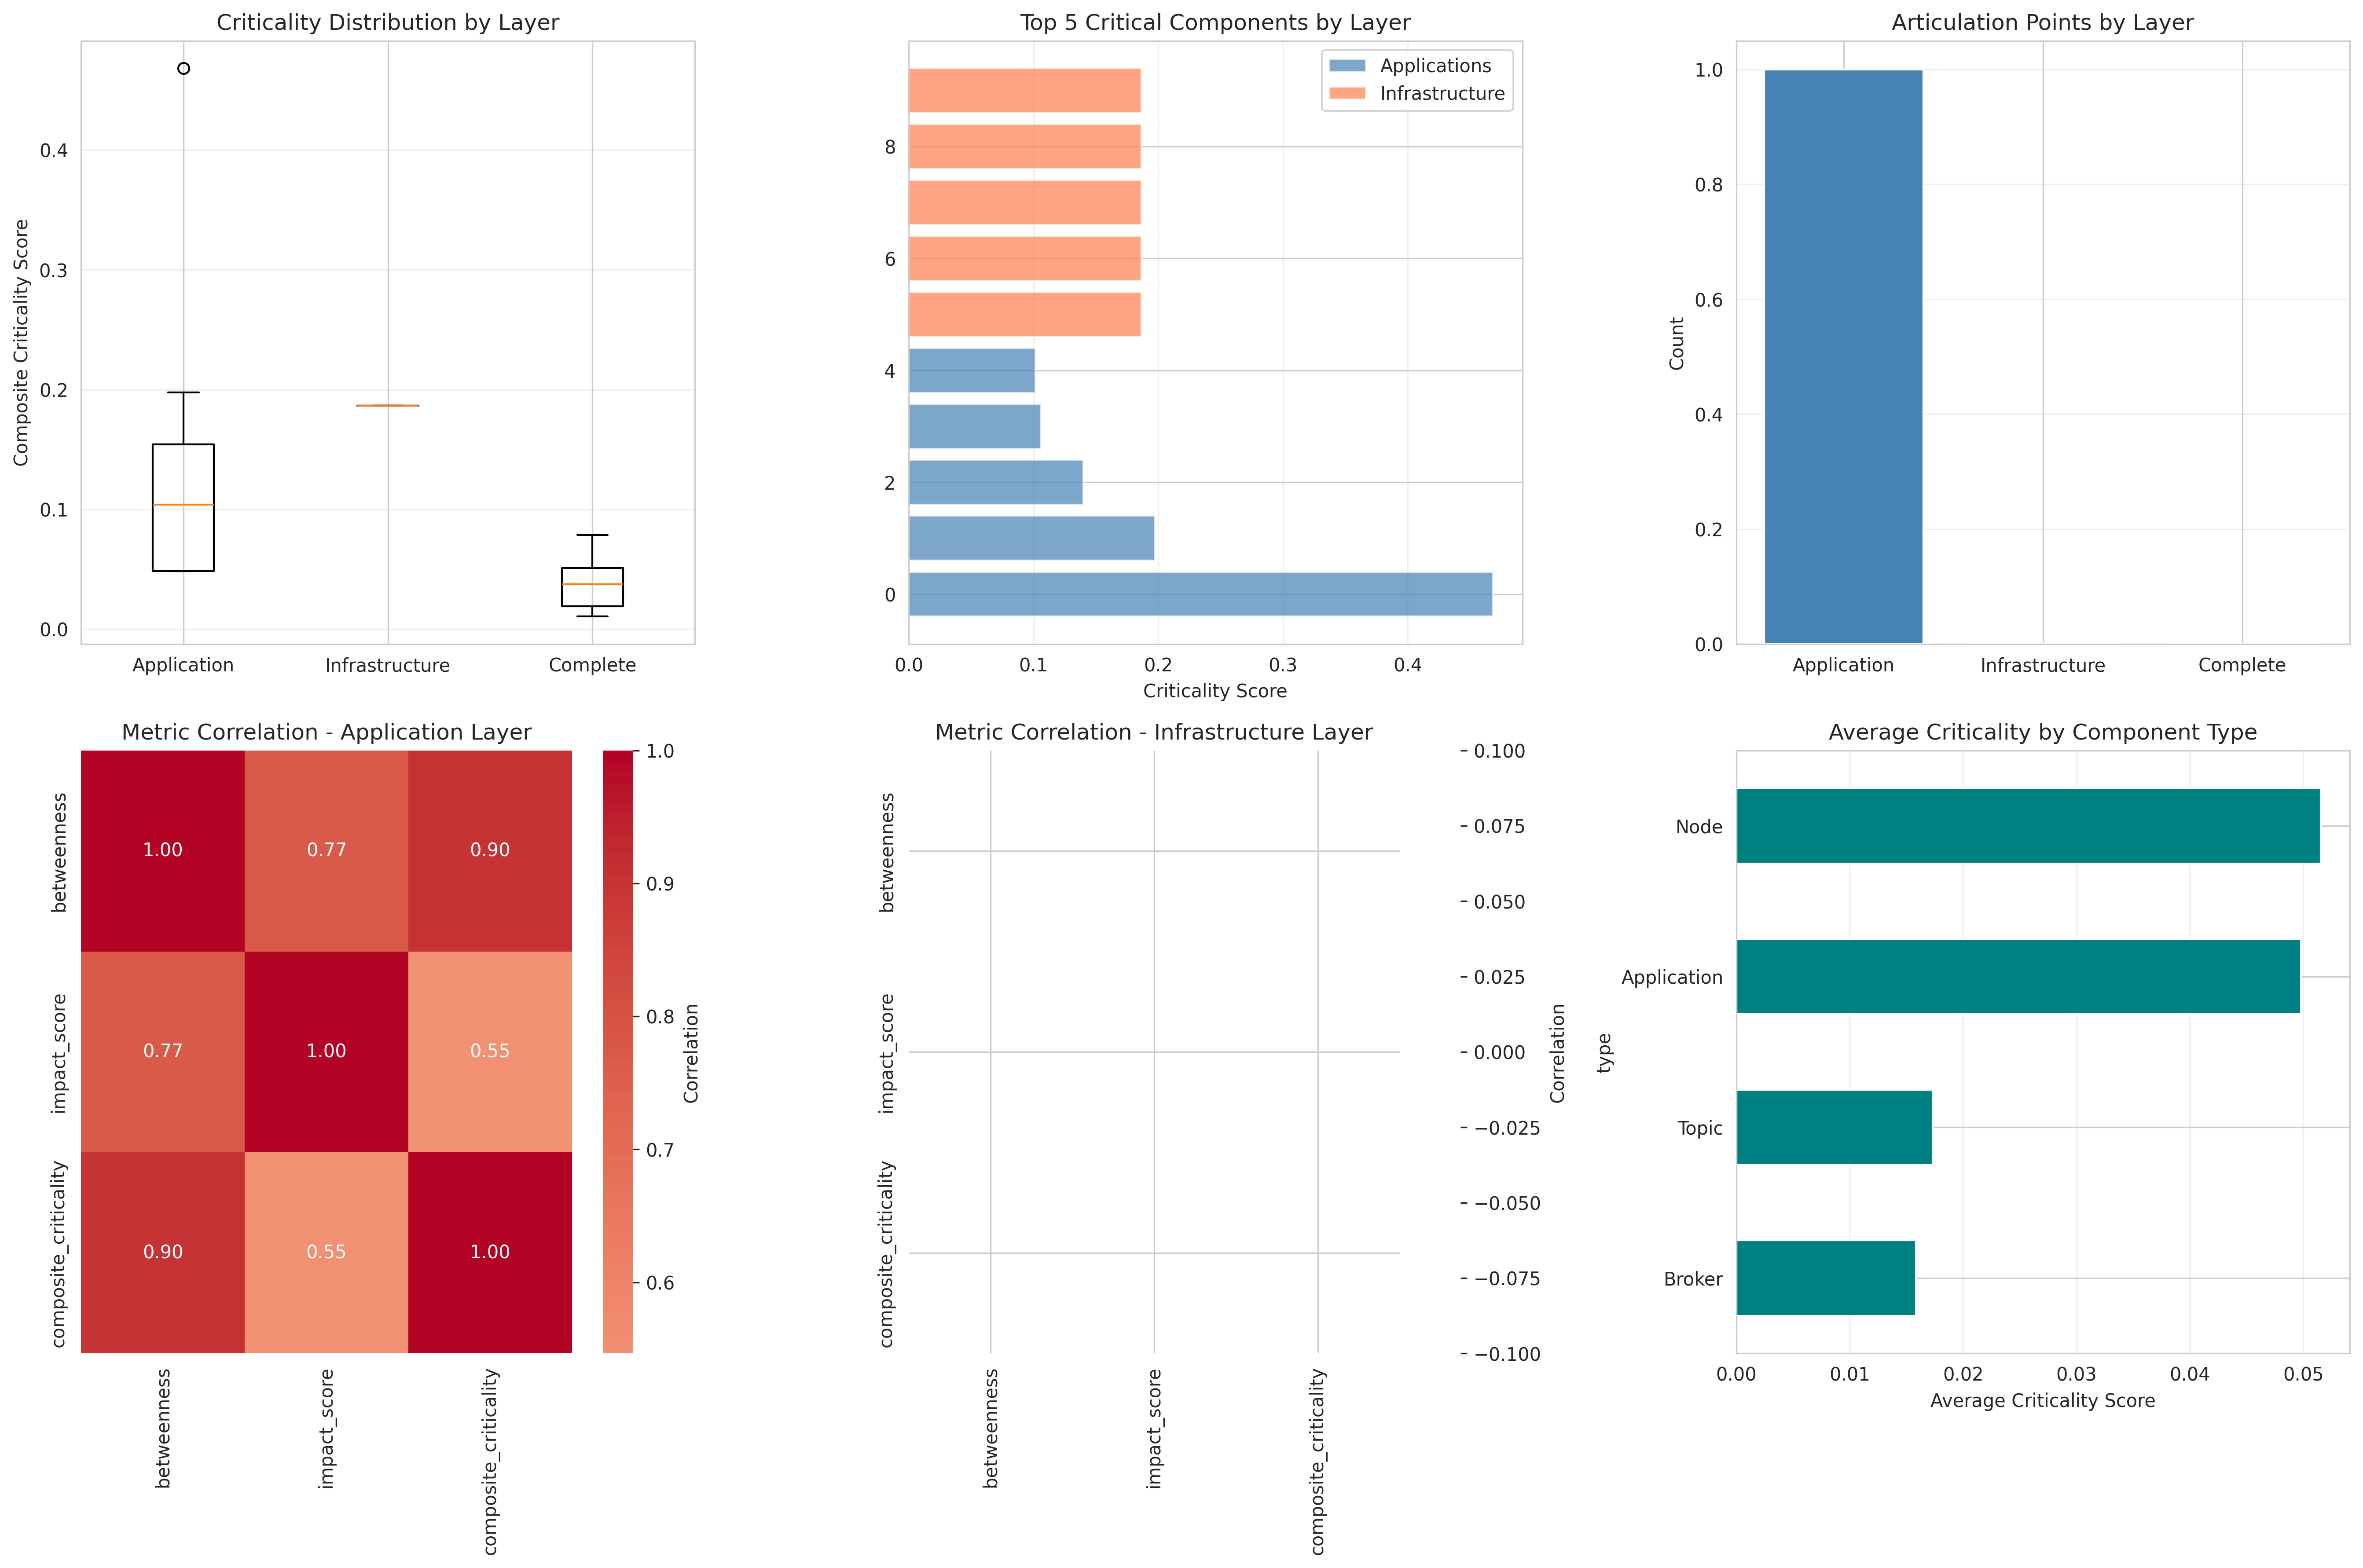 Criticality Distribution by Layer
Composite Criticality Score
0.4
0.3
0.2
0.1
0.0
Application
Infrastructure
Complete
Top 5 Critical Components by Layer
Applications
Infrastructure
8
6
4
2
0
0.0
0.1
0.2
0.3
0.4
Criticality Score
Articulation Points by Layer
Count
1.0
0.8
0.6
0.4
0.2
0.0
Application
Infrastructure
Complete
Metric Correlation - Application Layer
betweenness
impact_score
composite_criticality
1.00
0.77
0.90
0.77
1.00
0.55
0.90
0.55
1.00
betweenness
impact_score
composite_criticality
1.0
0.9
0.8
0.7
0.6
Correlation
Metric Correlation - Infrastructure Layer
betweenness
impact_score
composite_criticality
betweenness
impact_score
composite_criticality
0.100
0.075
0.050
0.025
0.000
−0.025
−0.050
−0.075
−0.100
Correlation
Average Criticality by Component Type
type
Node
Application
Topic
Broker
0.00
0.01
0.02
0.03
0.04
0.05
Average Criticality Score